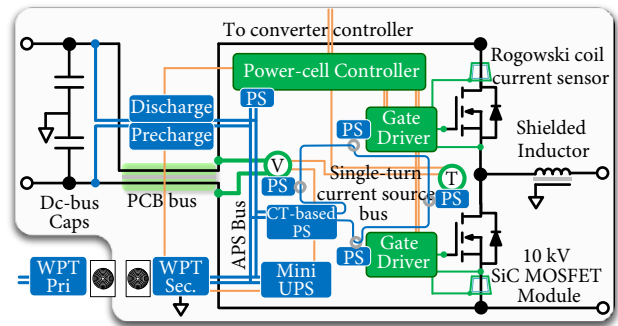 To converter controller
Rogowski coil
current sensor
Power-cell Controller
PS
Discharge
Precharge
Gate
Driver
PS
Shielded
Inductor
V
PS
Single-turn
current source
bus
T
PS
Dc-bus
Caps
PCB bus
APS Bus
CT-based
PS
PS
Gate
Driver
10 kV
SiC MOSFET
Module
WPT
Pri
WPT
Sec.
Mini
UPS